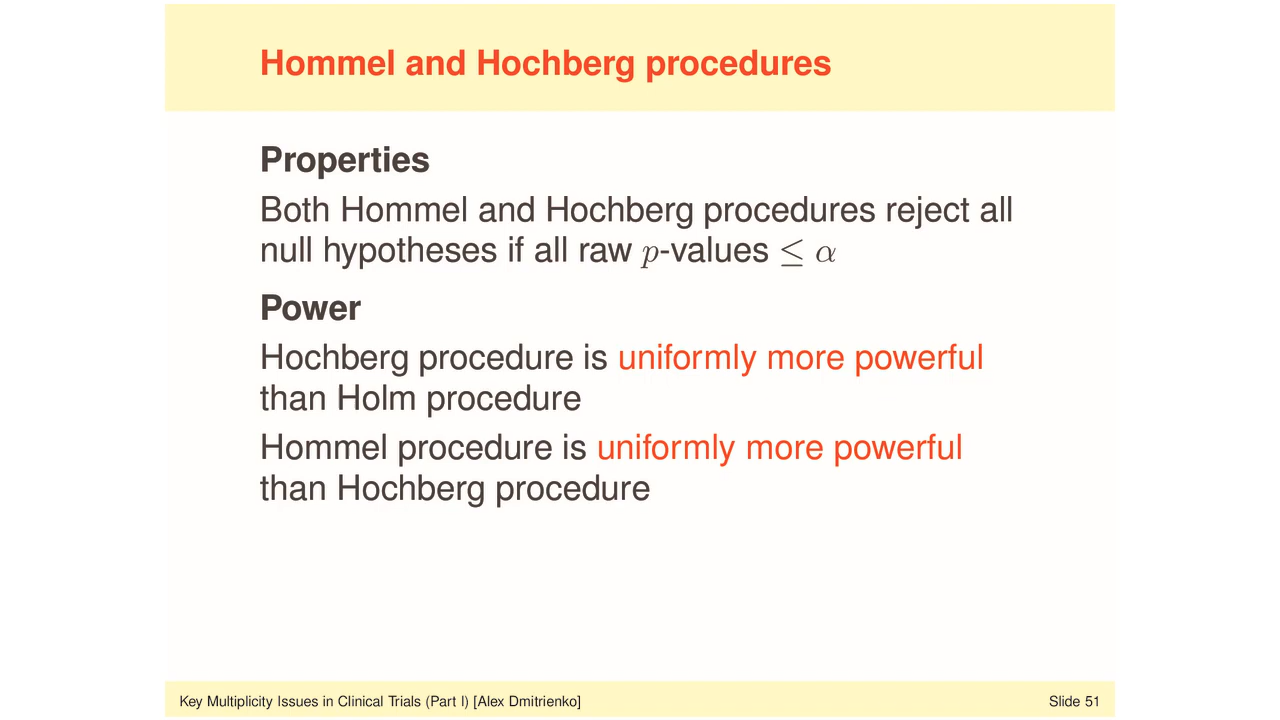 Hommel and Hochberg procedures
Properties
Both Hommel and Hochberg procedures reject all
null hypotheses if all raw p-values ≤ α
Power
Hochberg procedure is uniformly more powerful
than Holm procedure
Hommel procedure is uniformly more powerful
than Hochberg procedure
Key Multiplicity Issues in Clinical Trials (Part I) [Alex Dmitrienko]
Slide 51